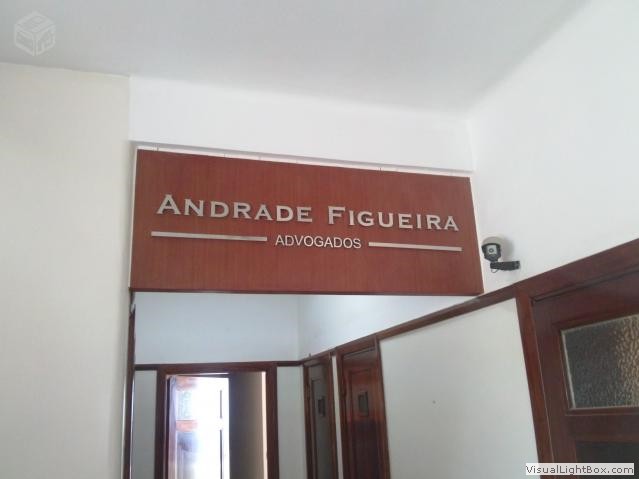 ANDRADE FIGUEIRA
ADVOGADOS
VisualLightBox.com